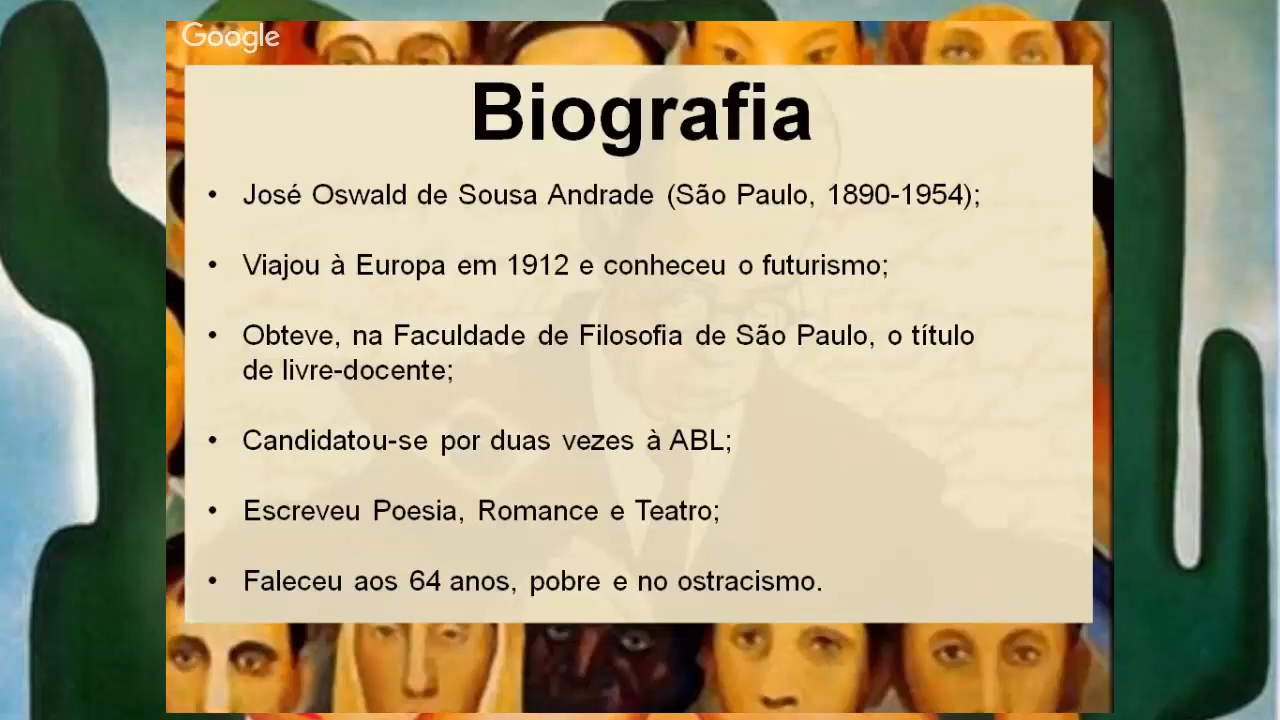 Google
Biografia
• José Oswald de Sousa Andrade (São Paulo, 1890-1954);
• Viajou à Europa em 1912 e conheceu o futurismo;
• Obteve, na Faculdade de Filosofia de São Paulo, o título
de livre-docente;
• Candidatou-se por duas vezes à ABL;
• Escreveu Poesia, Romance e Teatro;
• Faleceu aos 64 anos, pobre e no ostracismo.